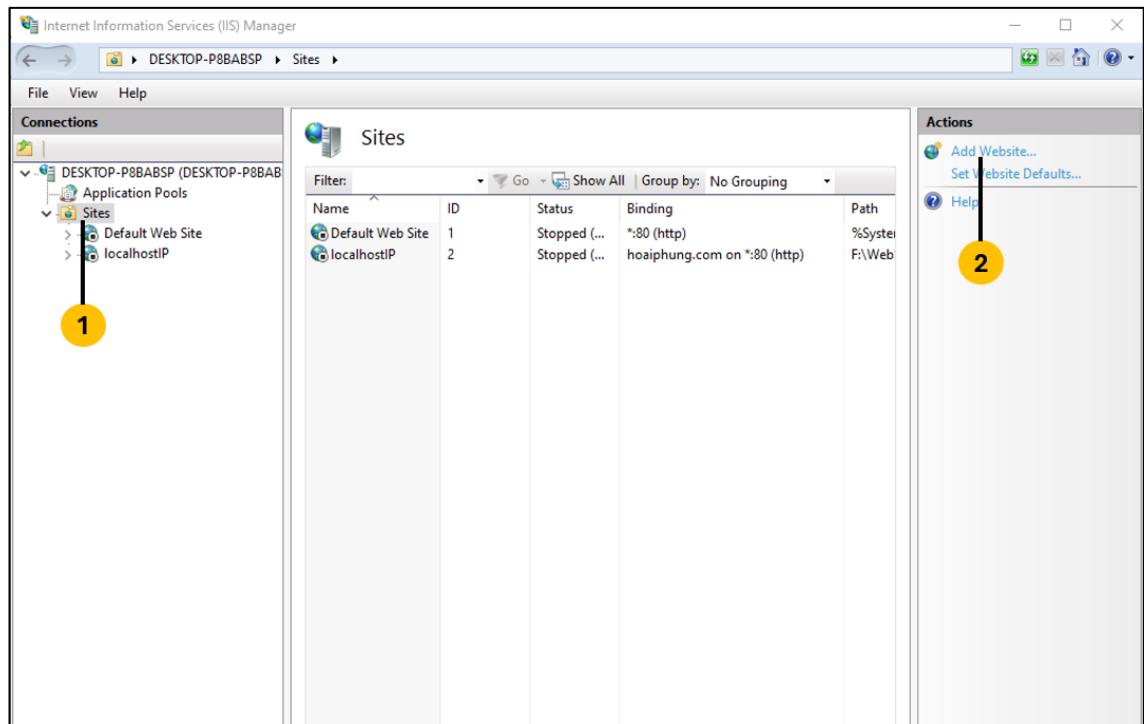 Internet Information Services (IIS) Manager
DESKTOP-P8BABSP Sites
File View Help
Connections
DESKTOP-P8BABSP (DESKTOP-P8BAB
Application Pools
Sites
Default Web Site
localhostIP
1
Sites
Filter: Go Show All Group by: No Grouping
Name ID Status Binding Path
Default Web Site 1 Stopped (... *:80 (http) %System
localhostIP 2 Stopped (... hoaiphung.com on *:80 (http) F:\Web
Actions
Add Website...
Set Website Defaults...
Help
2